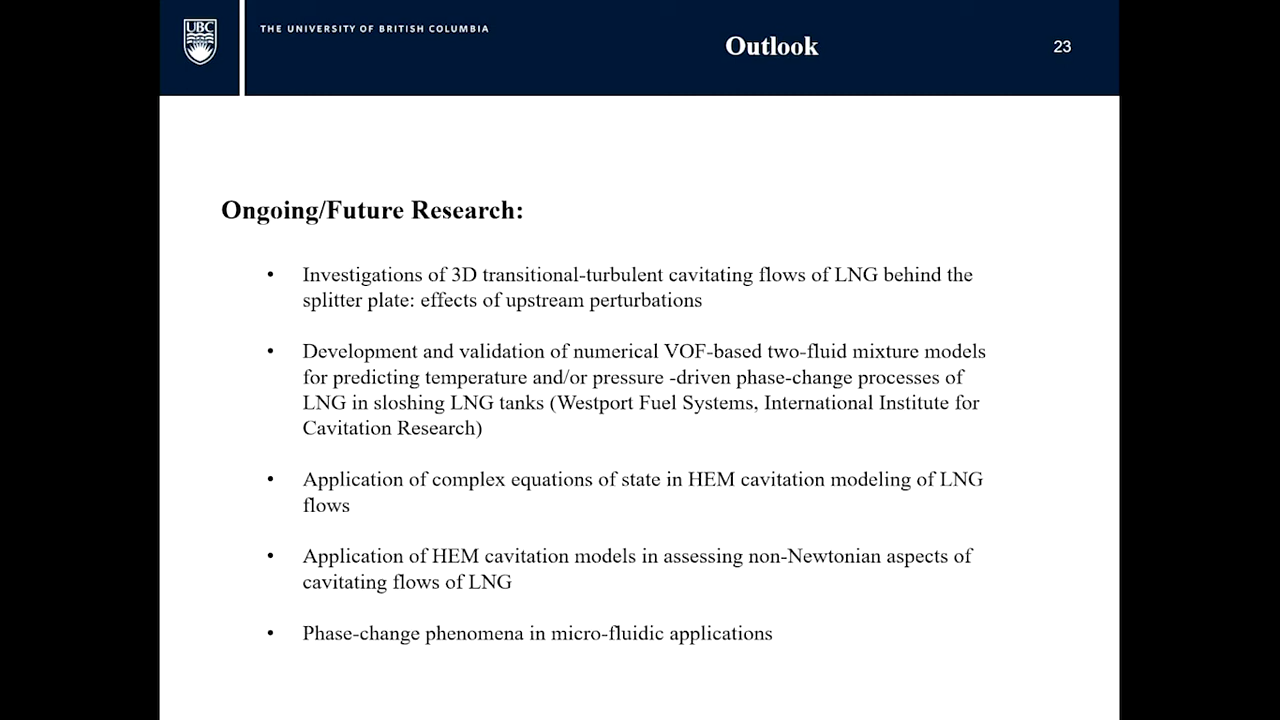 UBC
THE UNIVERSITY OF BRITISH COLUMBIA
Outlook
23
Ongoing/Future Research:
• Investigations of 3D transitional-turbulent cavitating flows of LNG behind the
splitter plate: effects of upstream perturbations
• Development and validation of numerical VOF-based two-fluid mixture models
for predicting temperature and/or pressure -driven phase-change processes of
LNG in sloshing LNG tanks (Westport Fuel Systems, International Institute for
Cavitation Research)
• Application of complex equations of state in HEM cavitation modeling of LNG
flows
• Application of HEM cavitation models in assessing non-Newtonian aspects of
cavitating flows of LNG
• Phase-change phenomena in micro-fluidic applications